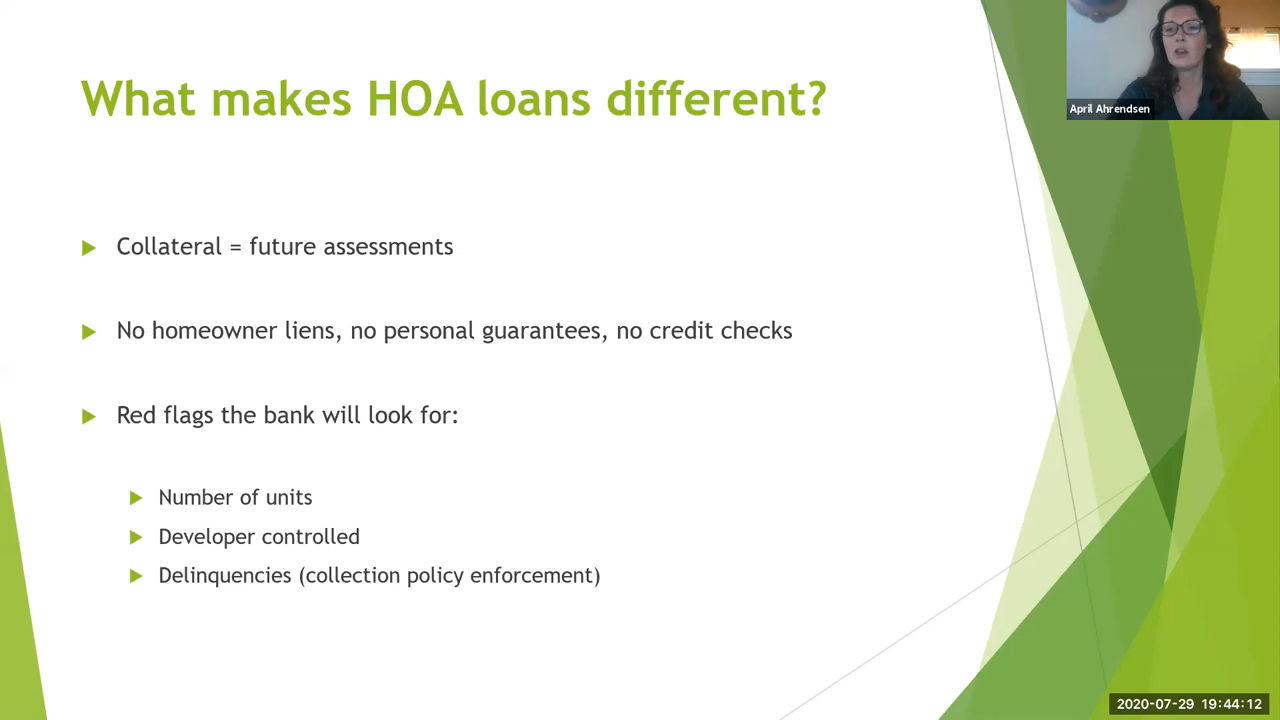 What makes HOA loans different?
April Ahrendsen
Collateral = future assessments
No homeowner liens, no personal guarantees, no credit checks
Red flags the bank will look for:
Number of units
Developer controlled
Delinquencies (collection policy enforcement)
2020-07-29 19:44:12